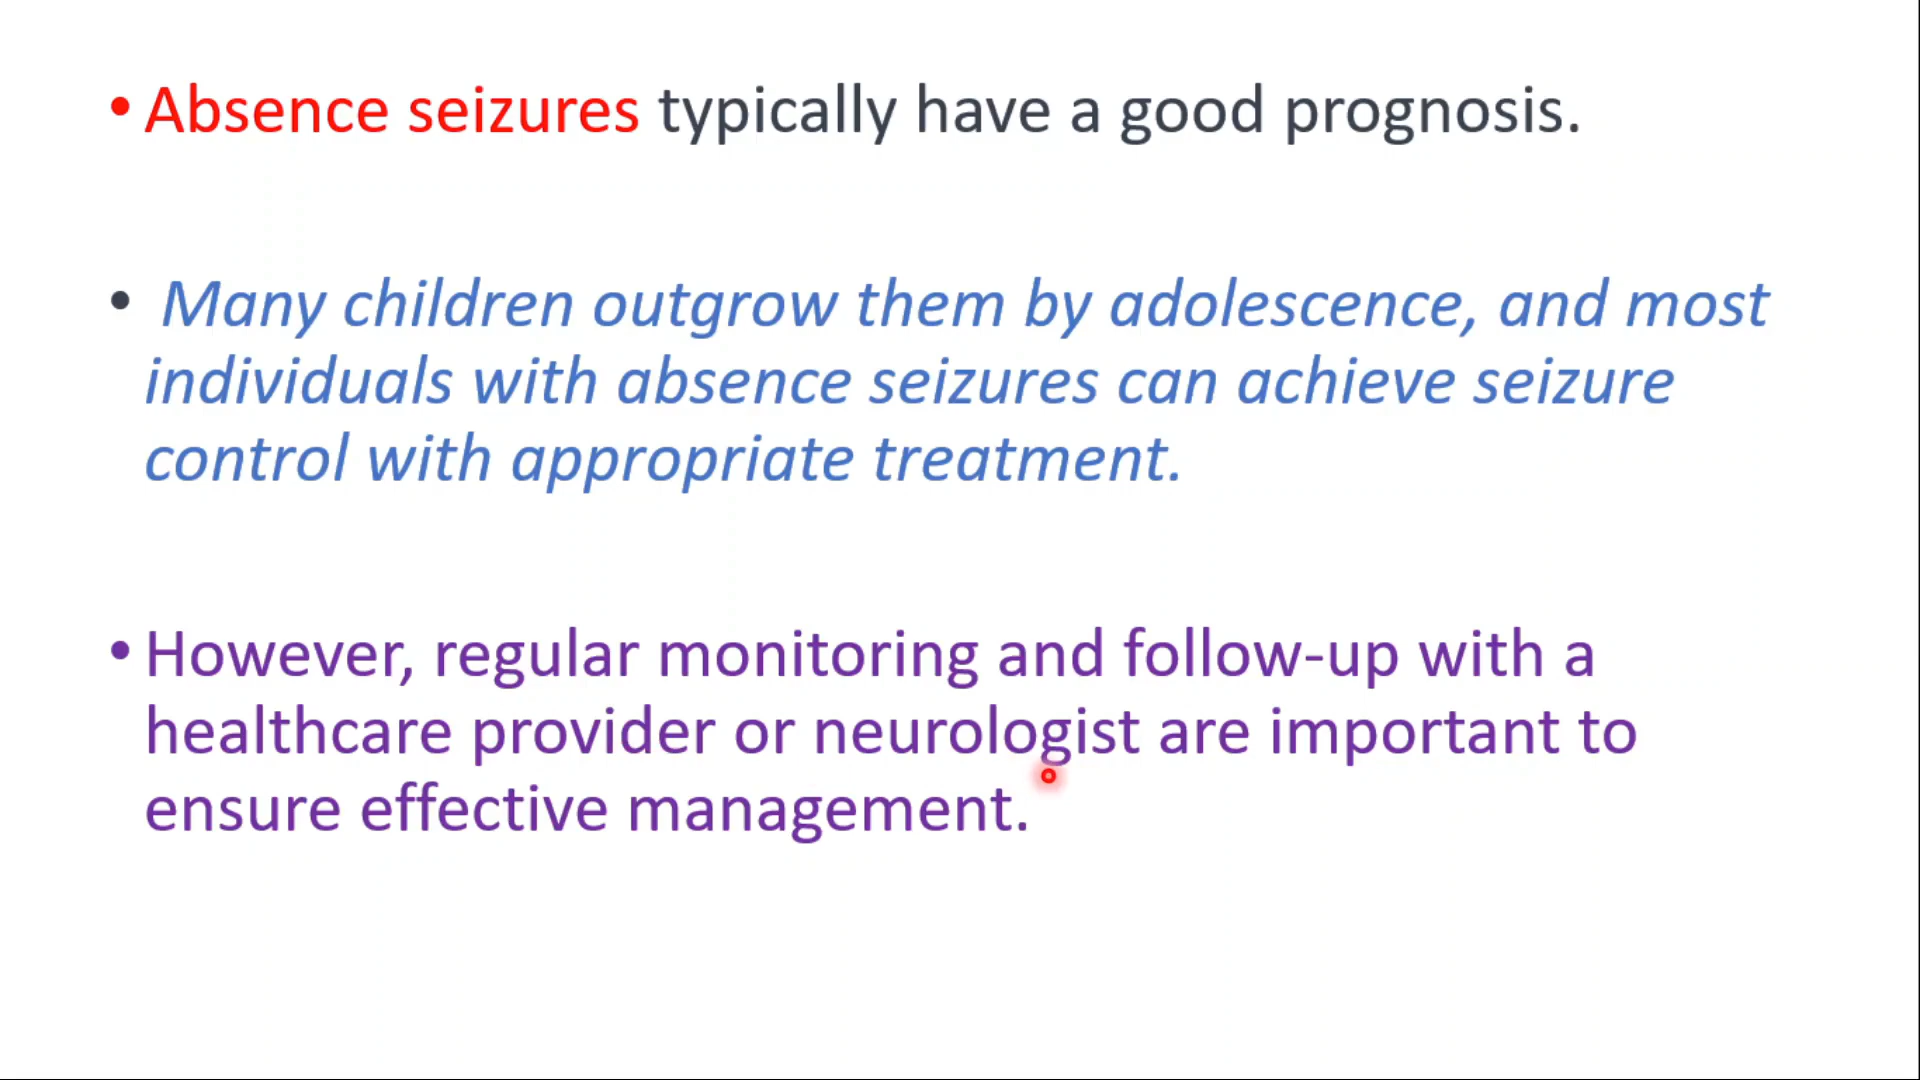 • Absence seizures typically have a good prognosis.
• Many children outgrow them by adolescence, and most
individuals with absence seizures can achieve seizure
control with appropriate treatment.
• However, regular monitoring and follow-up with a
healthcare provider or neurologist are important to
ensure effective management.